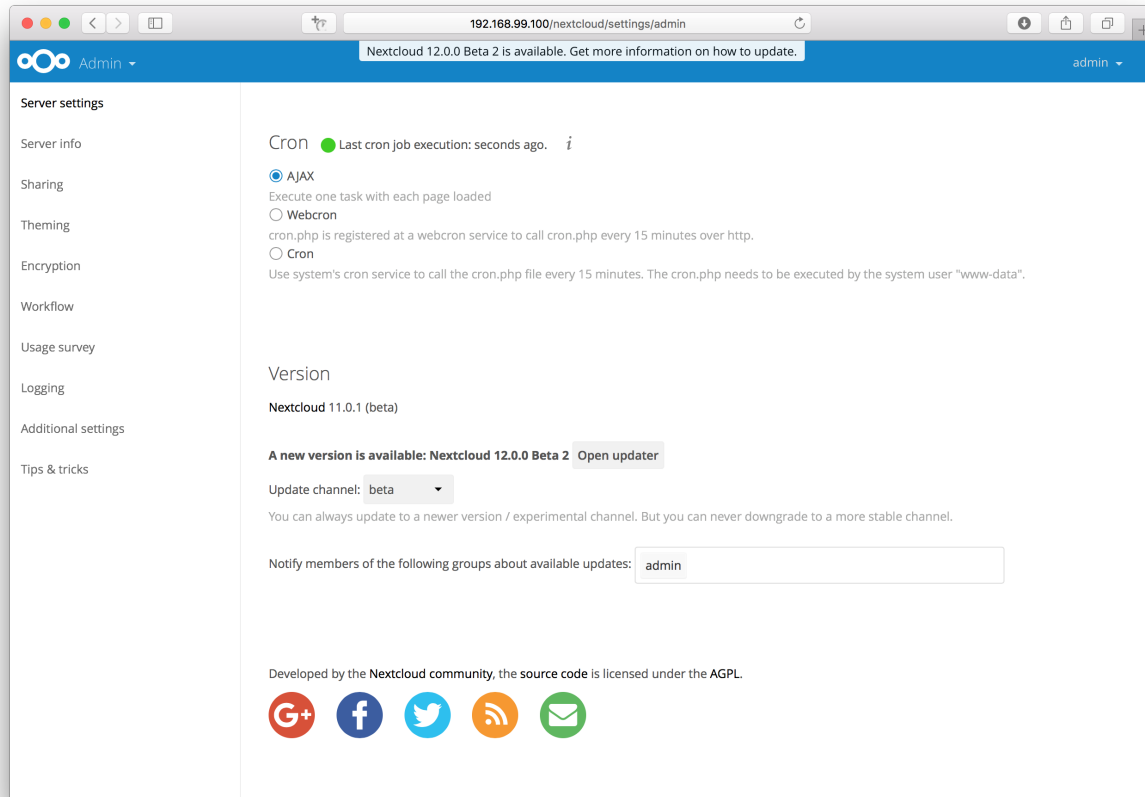 192.168.99.100/nextcloud/settings/admin
Nextcloud 12.0.0 Beta 2 is available. Get more information on how to update.
Admin
admin
Server settings
Server info
Sharing
Theming
Encryption
Workflow
Usage survey
Logging
Additional settings
Tips & tricks
Cron Last cron job execution: seconds ago. i
AJAX
Execute one task with each page loaded
Webcron
cron.php is registered at a webcron service to call cron.php every 15 minutes over http.
Cron
Use system's cron service to call the cron.php file every 15 minutes. The cron.php needs to be executed by the system user "www-data".
Version
Nextcloud 11.0.1 (beta)
A new version is available: Nextcloud 12.0.0 Beta 2 Open updater
Update channel: beta
You can always update to a newer version / experimental channel. But you can never downgrade to a more stable channel.
Notify members of the following groups about available updates: admin
Developed by the Nextcloud community, the source code is licensed under the AGPL.
G+ f